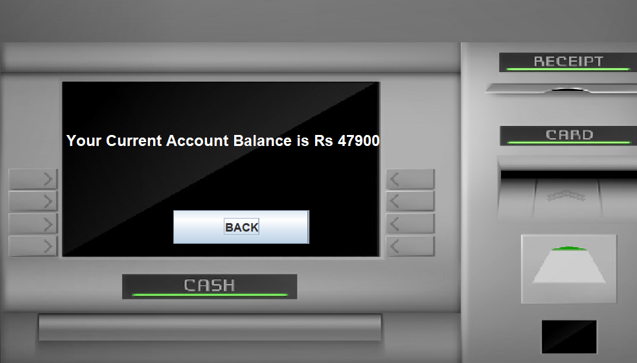 RECEIPT
Your Current Account Balance is Rs 47900
CARD
BACK
CASH